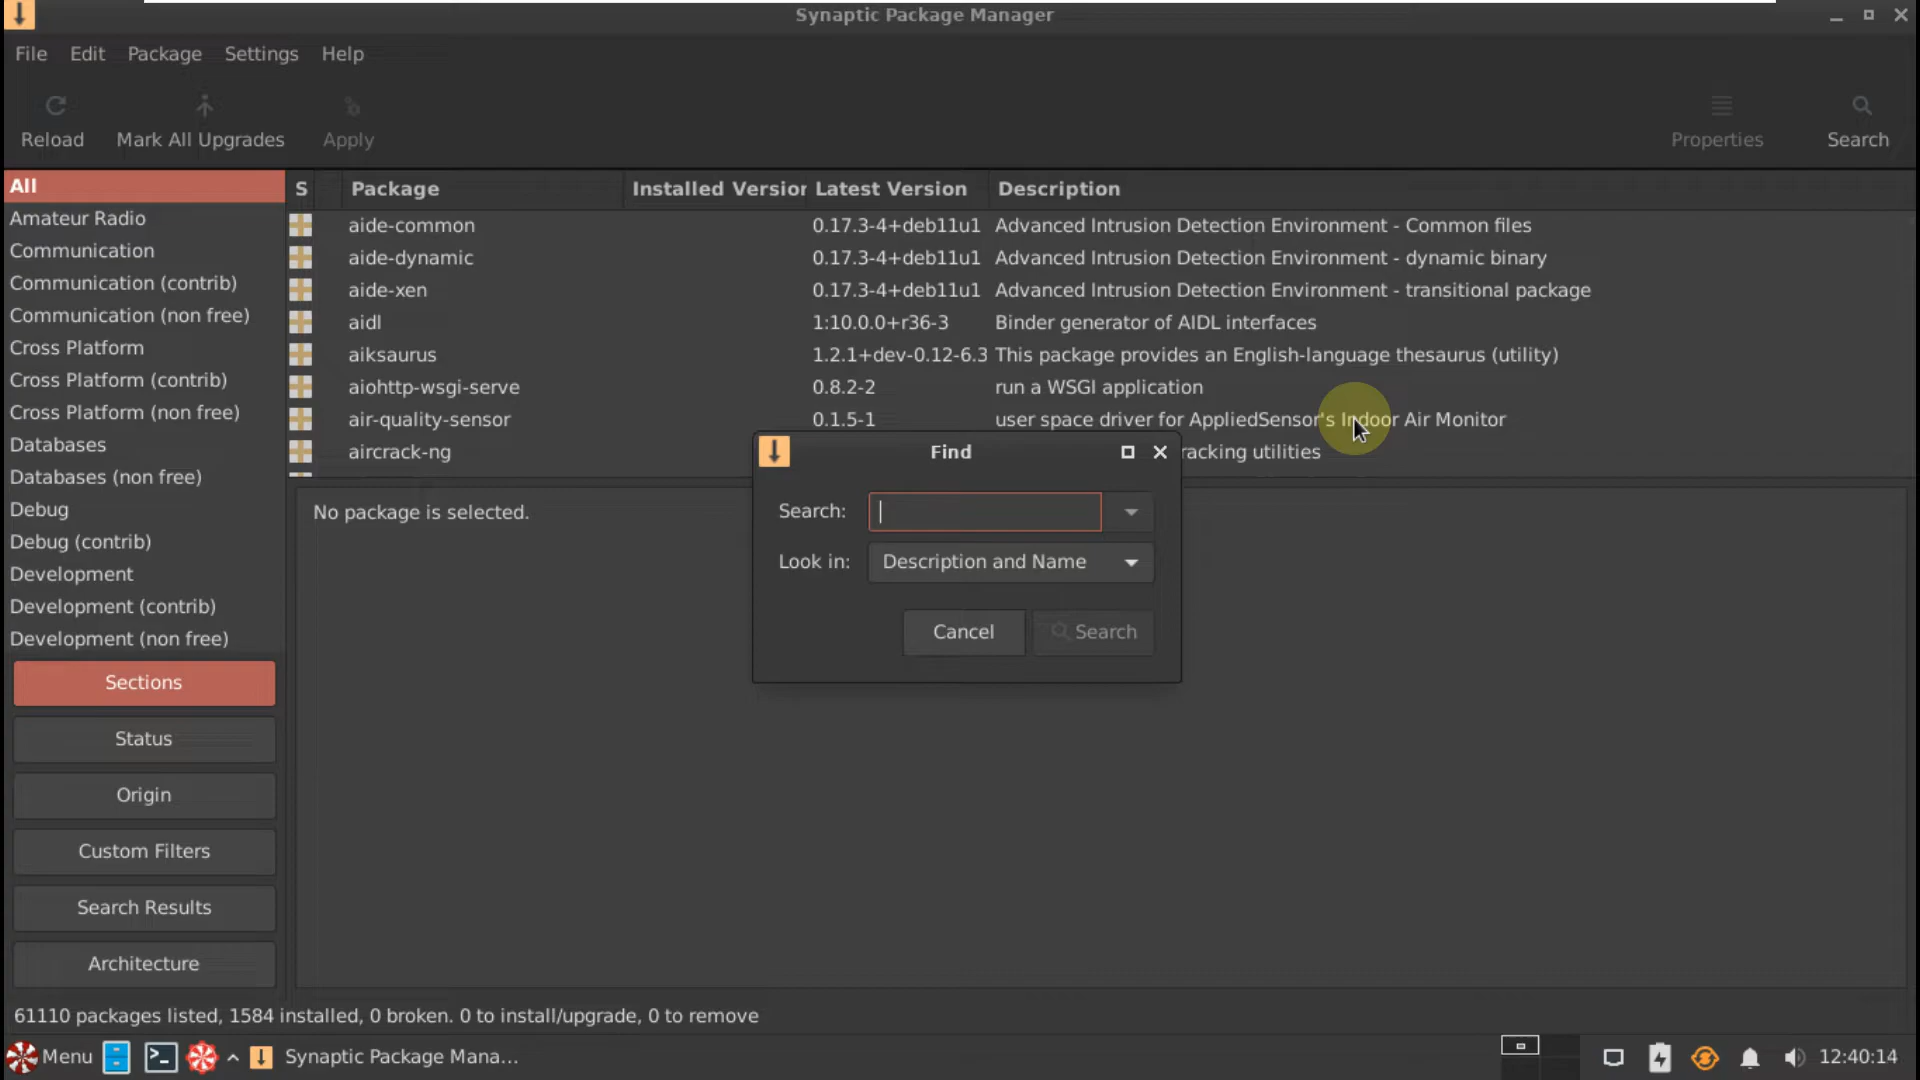 Synaptic Package Manager
File Edit Package Settings Help
Reload Mark All Upgrades Apply Properties Search
All
Amateur Radio
Communication
Communication (contrib)
Communication (non free)
Cross Platform
Cross Platform (contrib)
Cross Platform (non free)
Databases
Databases (non free)
Debug
Debug (contrib)
Development
Development (contrib)
Development (non free)
Sections
Status
Origin
Custom Filters
Search Results
Architecture
S Package Installed Version Latest Version Description
aide-common 0.17.3-4+deb11u1 Advanced Intrusion Detection Environment - Common files
aide-dynamic 0.17.3-4+deb11u1 Advanced Intrusion Detection Environment - dynamic binary
aide-xen 0.17.3-4+deb11u1 Advanced Intrusion Detection Environment - transitional package
aidl 1:10.0.0+r36-3 Binder generator of AIDL interfaces
aiksaurus 1.2.1+dev-0.12-6.3 This package provides an English-language thesaurus (utility)
aiohttp-wsgi-serve 0.8.2-2 run a WSGI application
air-quality-sensor 0.1.5-1 user space driver for AppliedSensor's Indoor Air Monitor
aircrack-ng racking utilities
No package is selected.
Find
Search:
Look in: Description and Name
Cancel Search
61110 packages listed, 1584 installed, 0 broken. 0 to install/upgrade, 0 to remove
Menu Synaptic Package Mana... 12:40:14